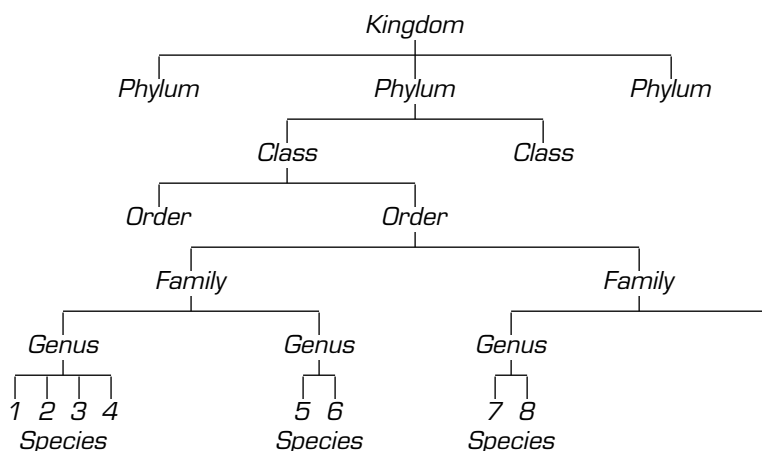 Kingdom
Phylum Phylum Phylum
Class Class
Order Order
Family Family
Genus Genus Genus
1 2 3 4 5 6 7 8
Species Species Species